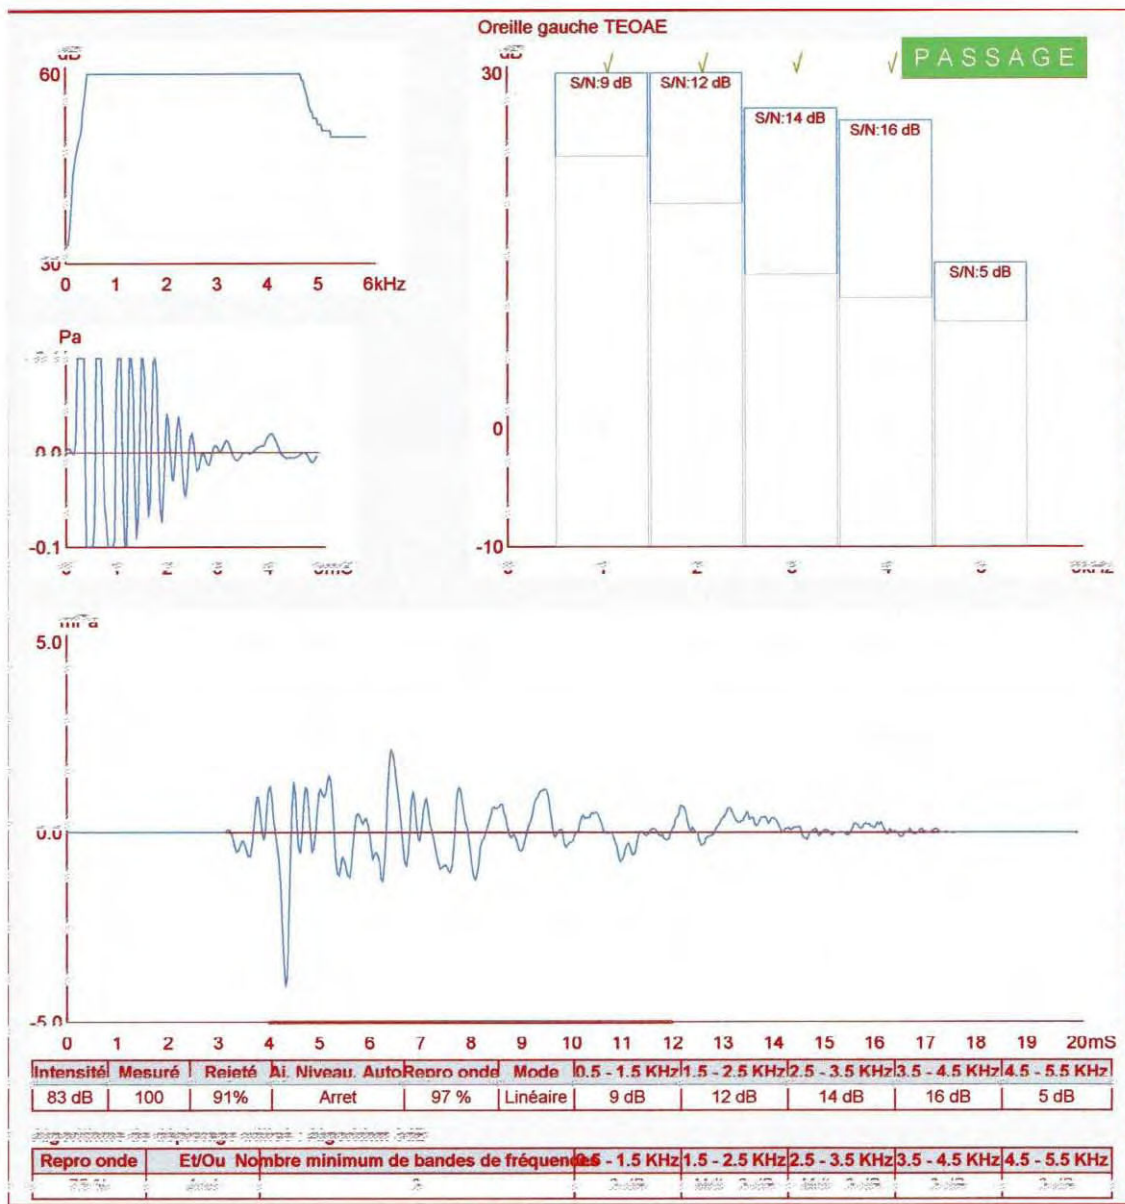 Oreille gauche TEOAE
dB
60
30
0 1 2 3 4 5 6kHz
30
0
-10
S/N:9 dB
S/N:12 dB
S/N:14 dB
S/N:16 dB
S/N:5 dB
PASSAGE
Pa
0.0
-0.1
mPa
5.0
0.0
-5.0
0 1 2 3 4 5 6 7 8 9 10 11 12 13 14 15 16 17 18 19 20mS
Intensité Mesuré Rejeté Ai. Niveau. Auto Repro onde Mode 0.5 - 1.5 KHz 1.5 - 2.5 KHz 2.5 - 3.5 KHz 3.5 - 4.5 KHz 4.5 - 5.5 KHz
83 dB 100 91% Arret 97 % Linéaire 9 dB 12 dB 14 dB 16 dB 5 dB
Repro onde Et/Ou Nombre minimum de bandes de fréquences - 1.5 KHz 1.5 - 2.5 KHz 2.5 - 3.5 KHz 3.5 - 4.5 KHz 4.5 - 5.5 KHz